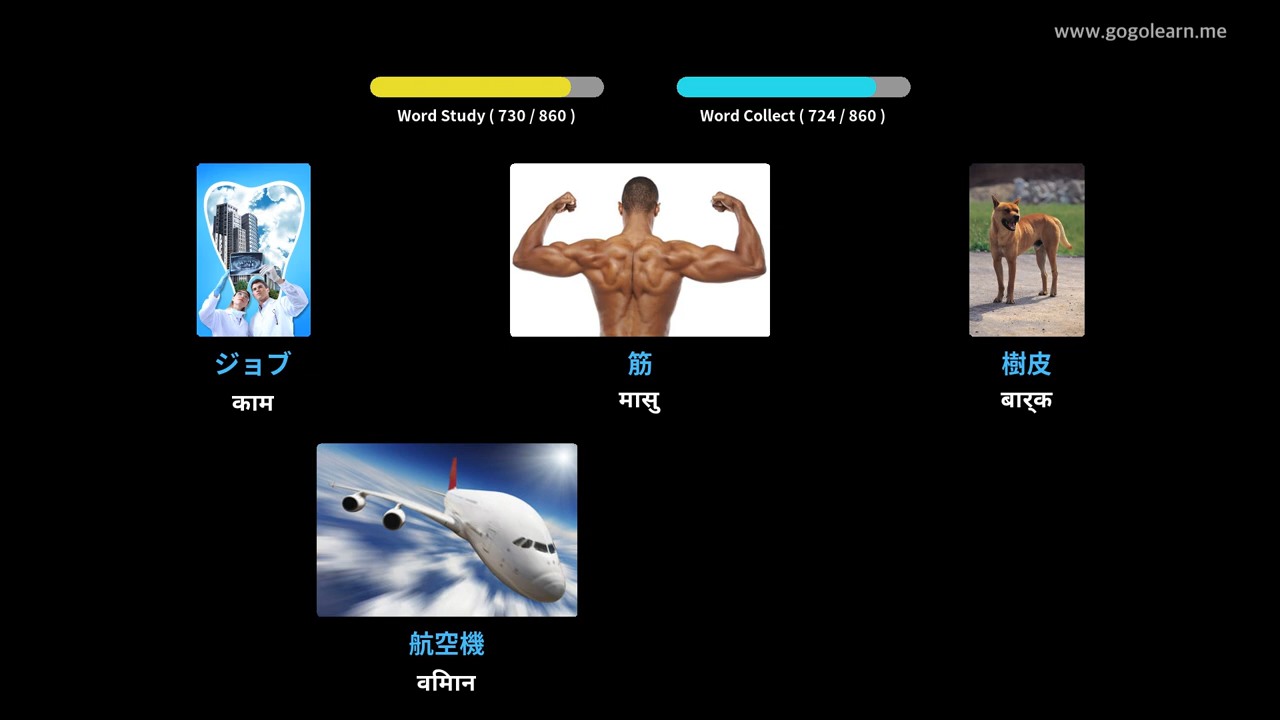 www.gogolearn.me
Word Study ( 730 / 860 )
Word Collect ( 724 / 860 )
ジョブ
काम
筋
मासु
樹皮
बार्‌क
航空機
विमान